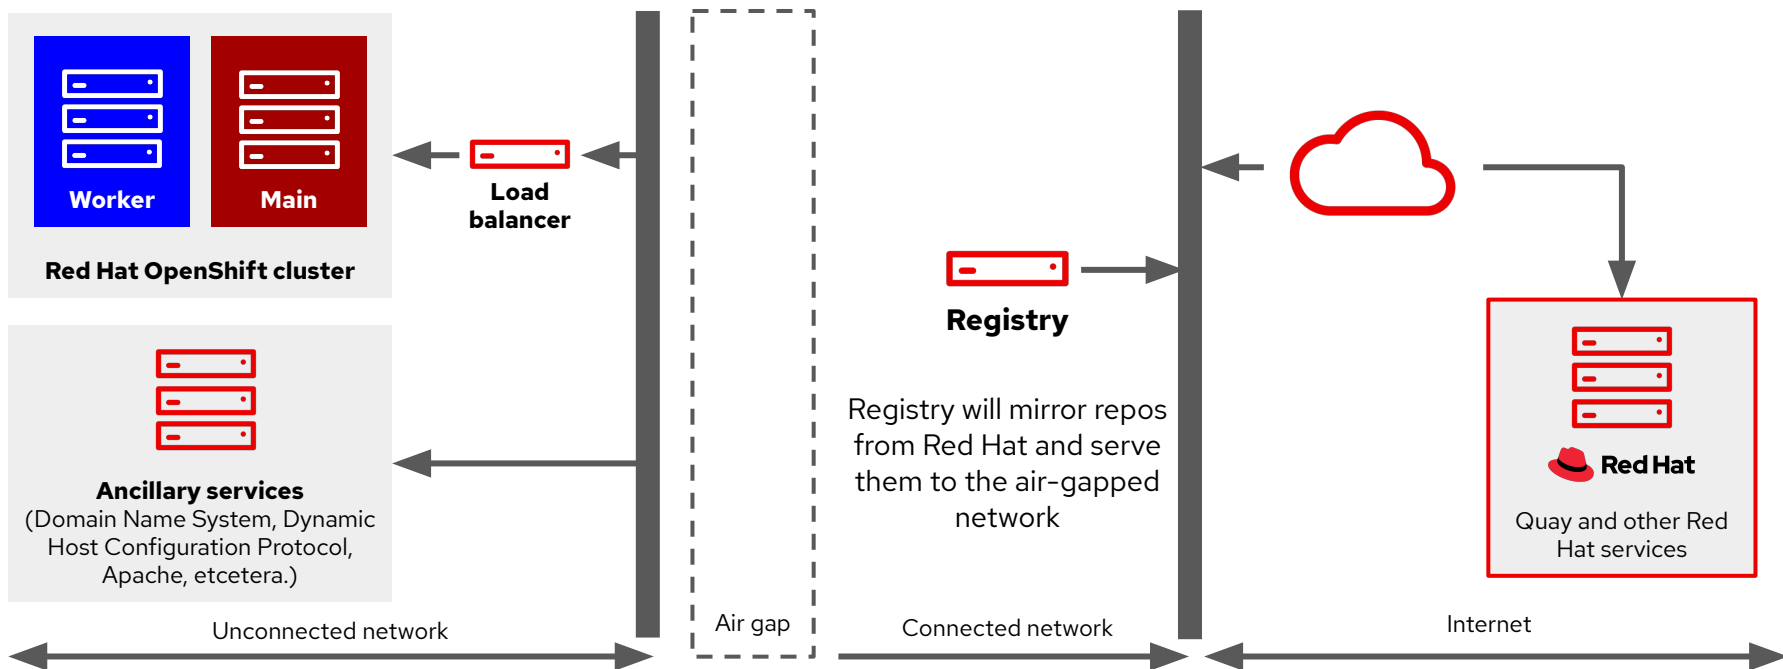 Worker
Main
Red Hat OpenShift cluster
Load
balancer
Ancillary services
(Domain Name System, Dynamic
Host Configuration Protocol,
Apache, etcetera.)
Unconnected network
Air gap
Registry
Registry will mirror repos
from Red Hat and serve
them to the air-gapped
network
Connected network
Red Hat
Quay and other Red
Hat services
Internet